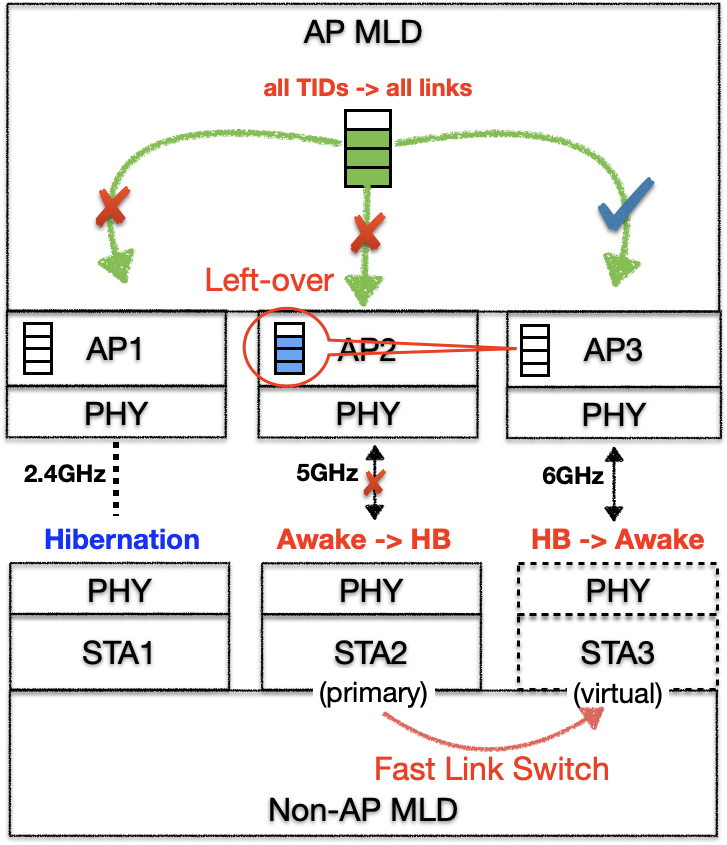 AP MLD
all TIDs -> all links
Left-over
AP1
AP2
AP3
PHY
PHY
PHY
2.4GHz
5GHz
6GHz
Hibernation
Awake -> HB
HB -> Awake
PHY
PHY
PHY
STA1
STA2
STA3
(primary)
(virtual)
Fast Link Switch
Non-AP MLD